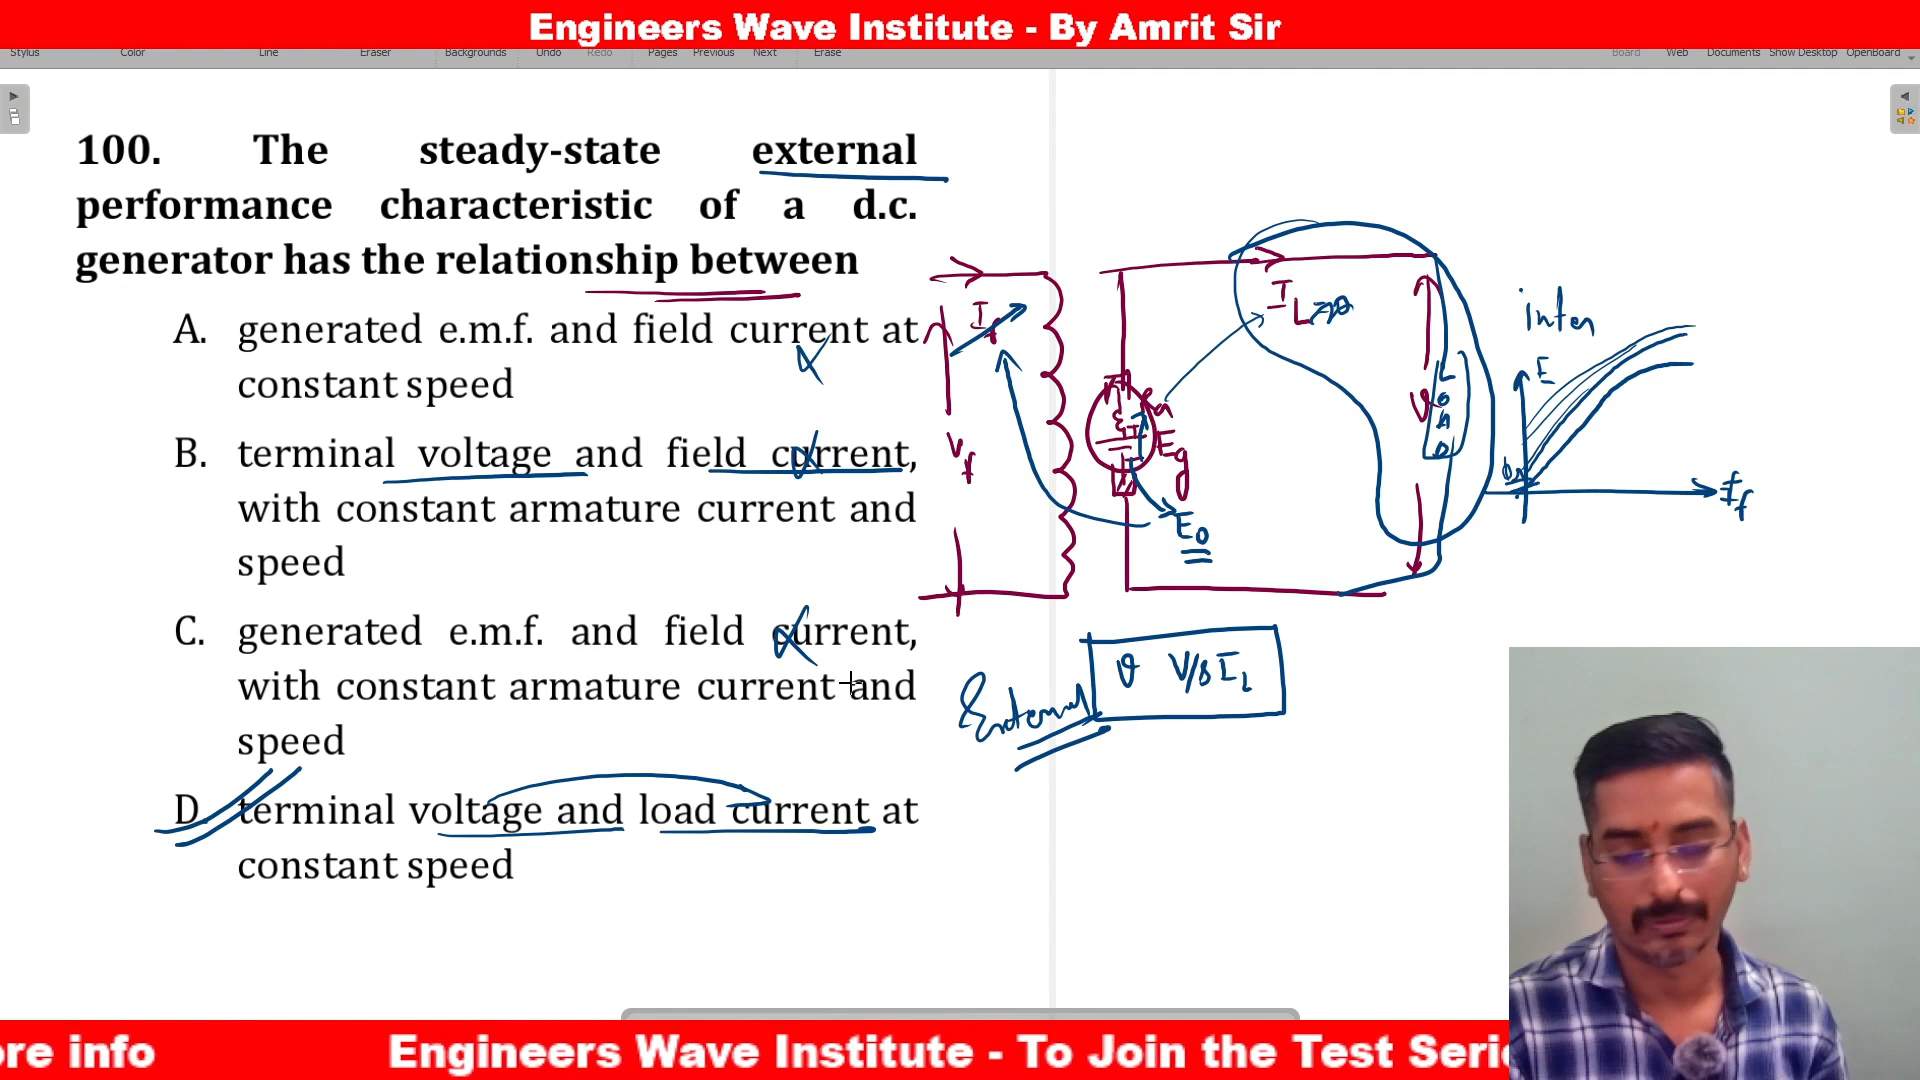 Engineers Wave Institute - By Amrit Sir
Stylus Color Line Eraser Backgrounds Undo Redo Pages Previous Next Erase Board Web Documents Show Desktop OpenBoard
100. The steady-state external
performance characteristic of a d.c.
generator has the relationship between
A. generated e.m.f. and field current at
constant speed
B. terminal voltage and field current,
with constant armature current and
speed
C. generated e.m.f. and field current,
with constant armature current and
speed
D. terminal voltage and load current at
constant speed
If
Vf
IL
Eg
E0
LOAD
E
If
External
V V/s IL
ore info Engineers Wave Institute - To Join the Test Serie